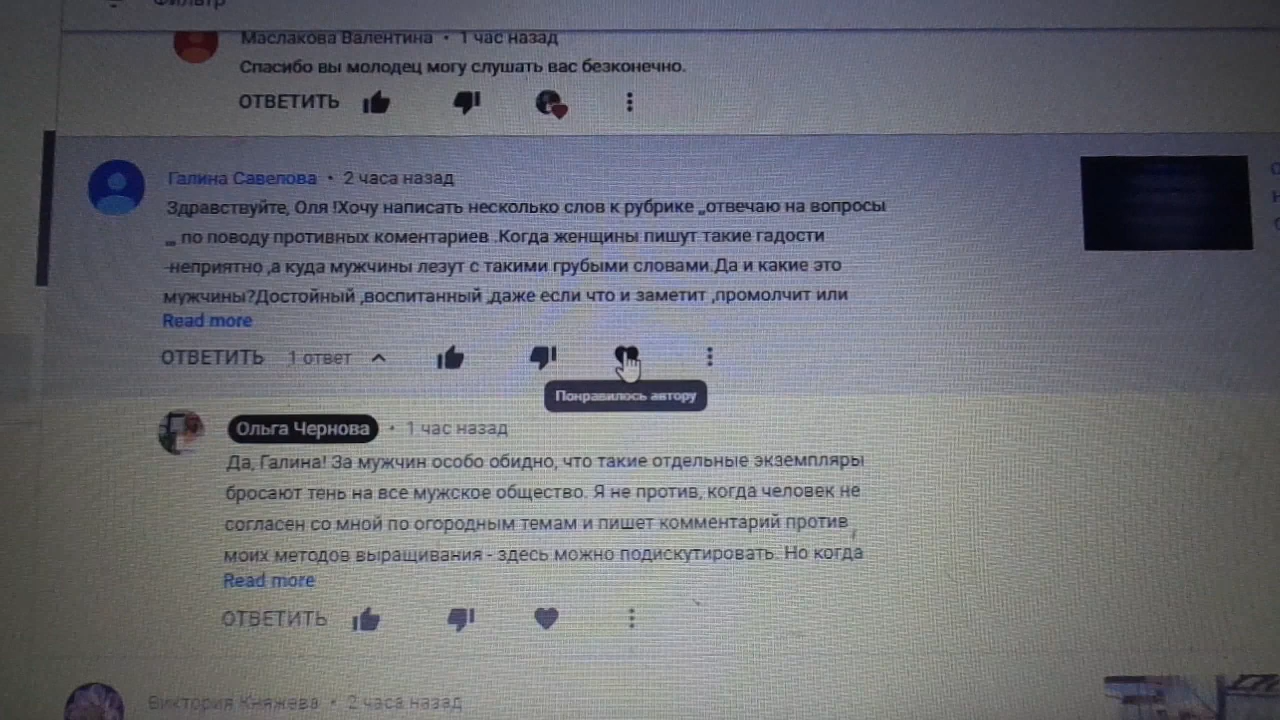 Фильтр
Маслакова Валентина • 1 час назад
Спасибо вы молодец могу слушать вас безконечно.
ОТВЕТИТЬ
Галина Савелова • 2 часа назад
Здравствуйте, Оля !Хочу написать несколько слов к рубрике „отвечаю на вопросы
„, по поводу противных коментариев .Когда женщины пишут такие гадости
-неприятно ,а куда мужчины лезут с такими грубыми словами.Да и какие это
мужчины?Достойный ,воспитанный ,даже если что и заметит ,промолчит или
Read more
ОТВЕТИТЬ 1 ответ
Понравилось автору
Ольга Чернова • 1 час назад
Да, Галина! За мужчин особо обидно, что такие отдельные экземпляры
бросают тень на все мужское общество. Я не против, когда человек не
согласен со мной по огородным темам и пишет комментарий против
моих методов выращивания - здесь можно подискутировать. Но когда
Read more
ОТВЕТИТЬ
Виктория Княжева • 2 часа назад